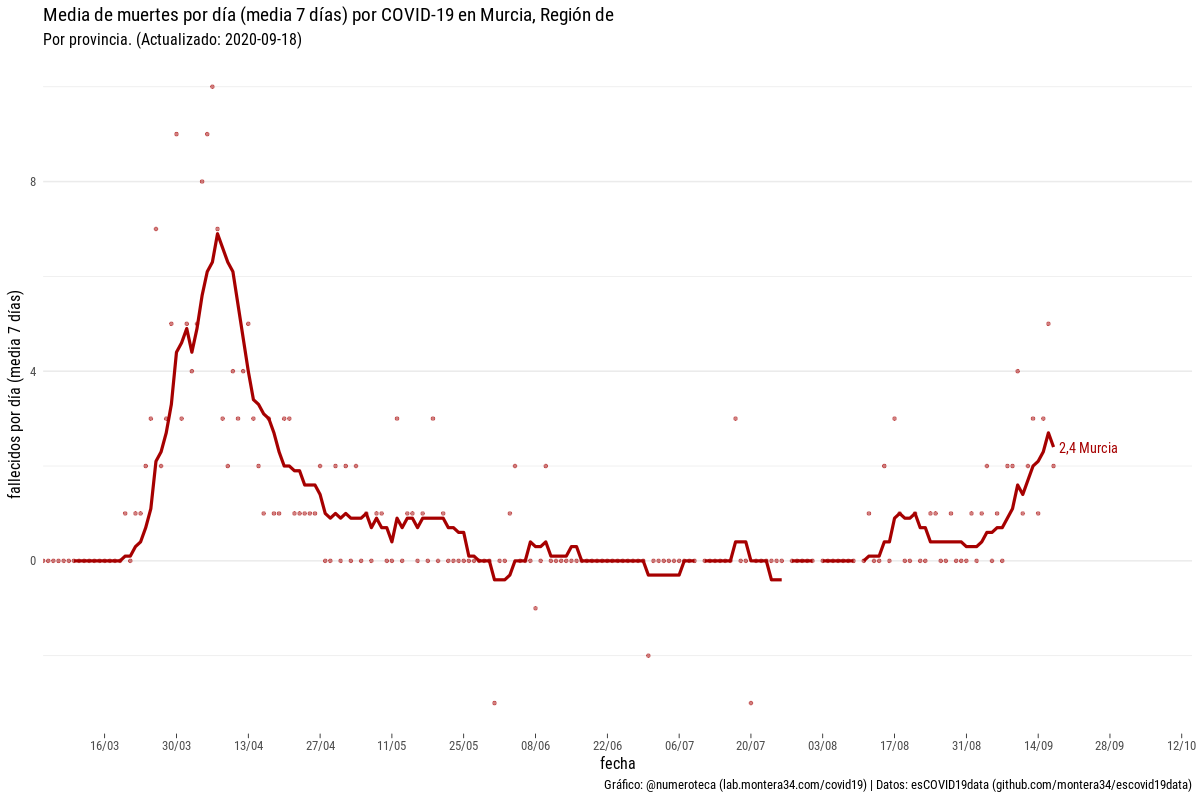 Media de muertes por día (media 7 días) por COVID-19 en Murcia, Región de
Por provincia. (Actualizado: 2020-09-18)
fallecidos por día (media 7 días)
8
4
0
2,4 Murcia
16/03 30/03 13/04 27/04 11/05 25/05 08/06 22/06 06/07 20/07 03/08 17/08 31/08 14/09 28/09 12/10
fecha
Gráfico: @numeroteca (lab.montera34.com/covid19) | Datos: esCOVID19data (github.com/montera34/escovid19data)